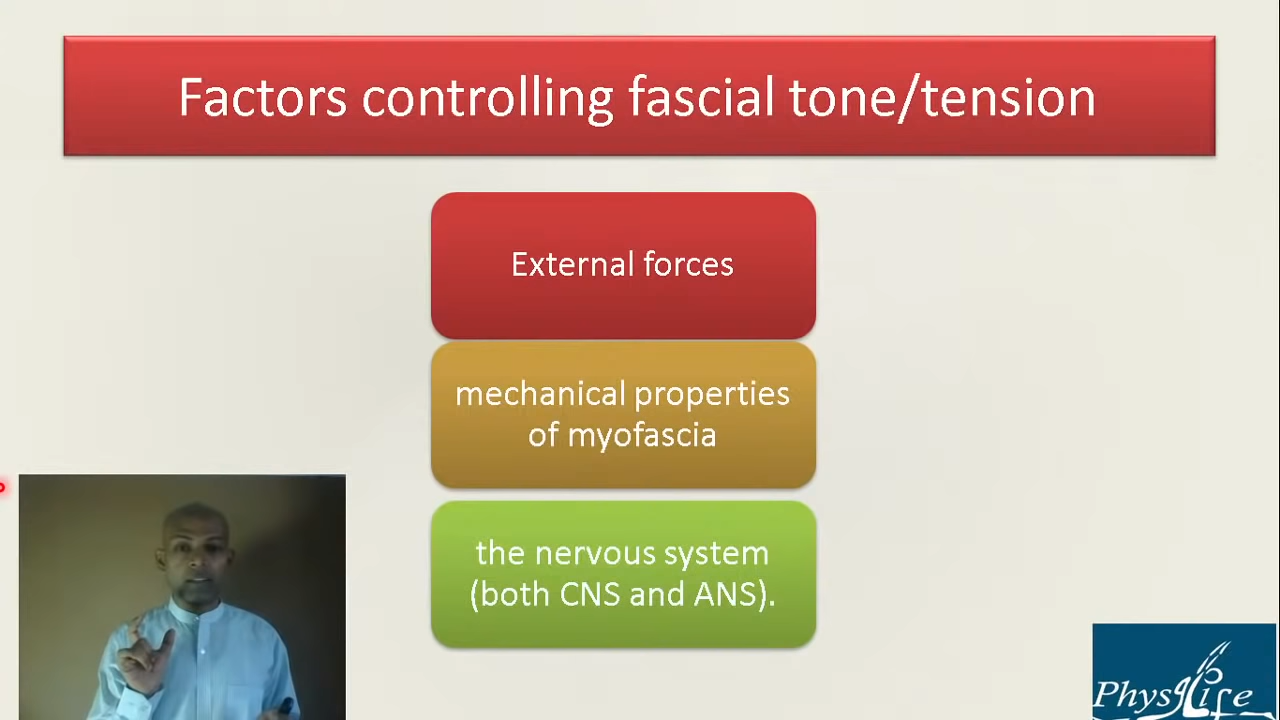 Factors controlling fascial tone/tension
External forces
mechanical properties
of myofascia
the nervous system
(both CNS and ANS).